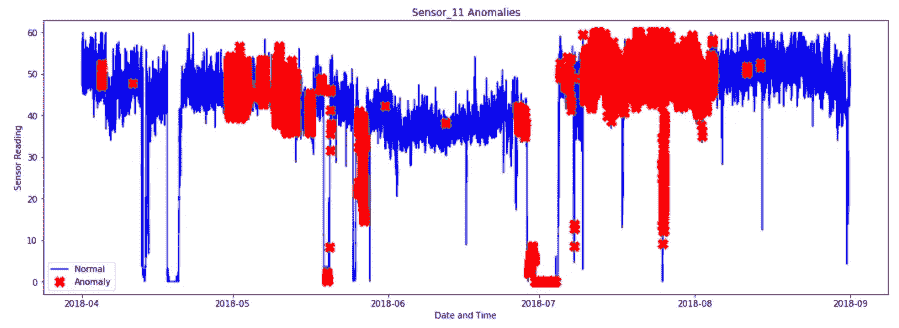 Sensor_11 Anomalies
Sensor Reading
60
50
40
30
20
10
0
Normal
Anomaly
2018-04
2018-05
2018-06
2018-07
2018-08
2018-09
Date and Time